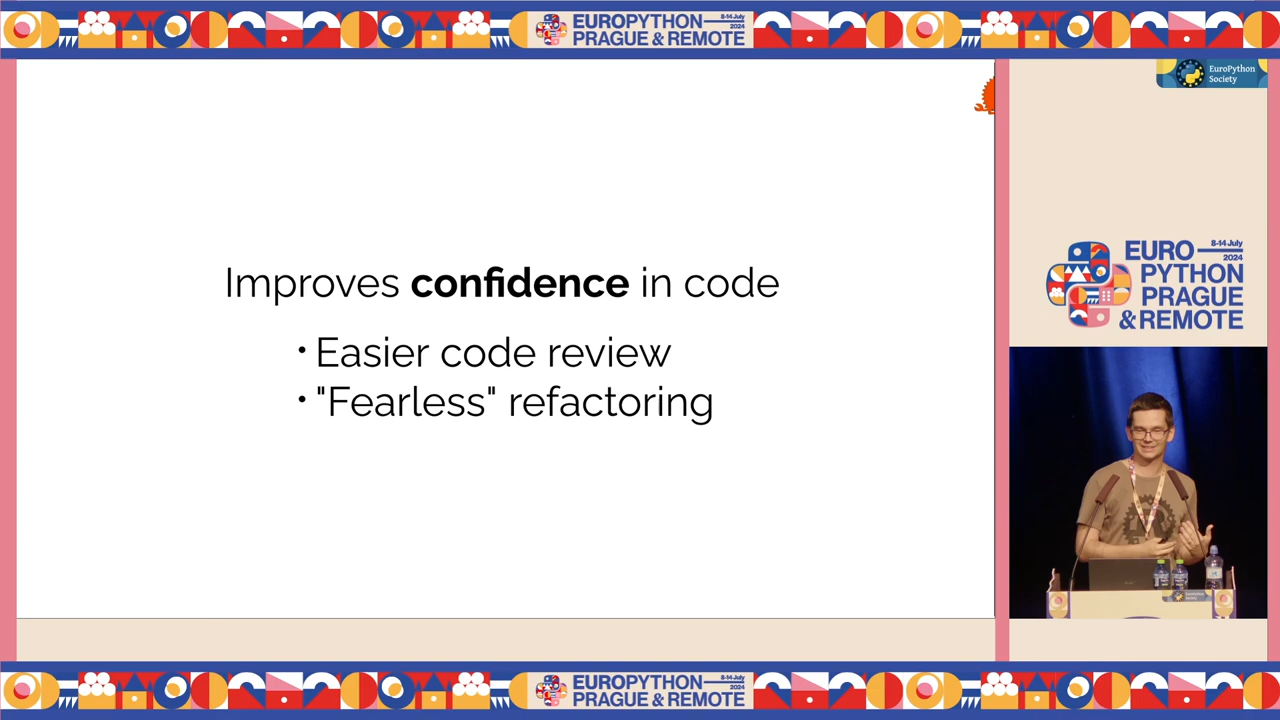 EUROPYTHON
8-14 July
2024
PRAGUE & REMOTE
EuroPython
Society
Improves confidence in code
• Easier code review
• "Fearless" refactoring
EURO
8-14 July
2024
PYTHON
PRAGUE
& REMOTE
EUROPYTHON
8-14 July
2024
PRAGUE & REMOTE